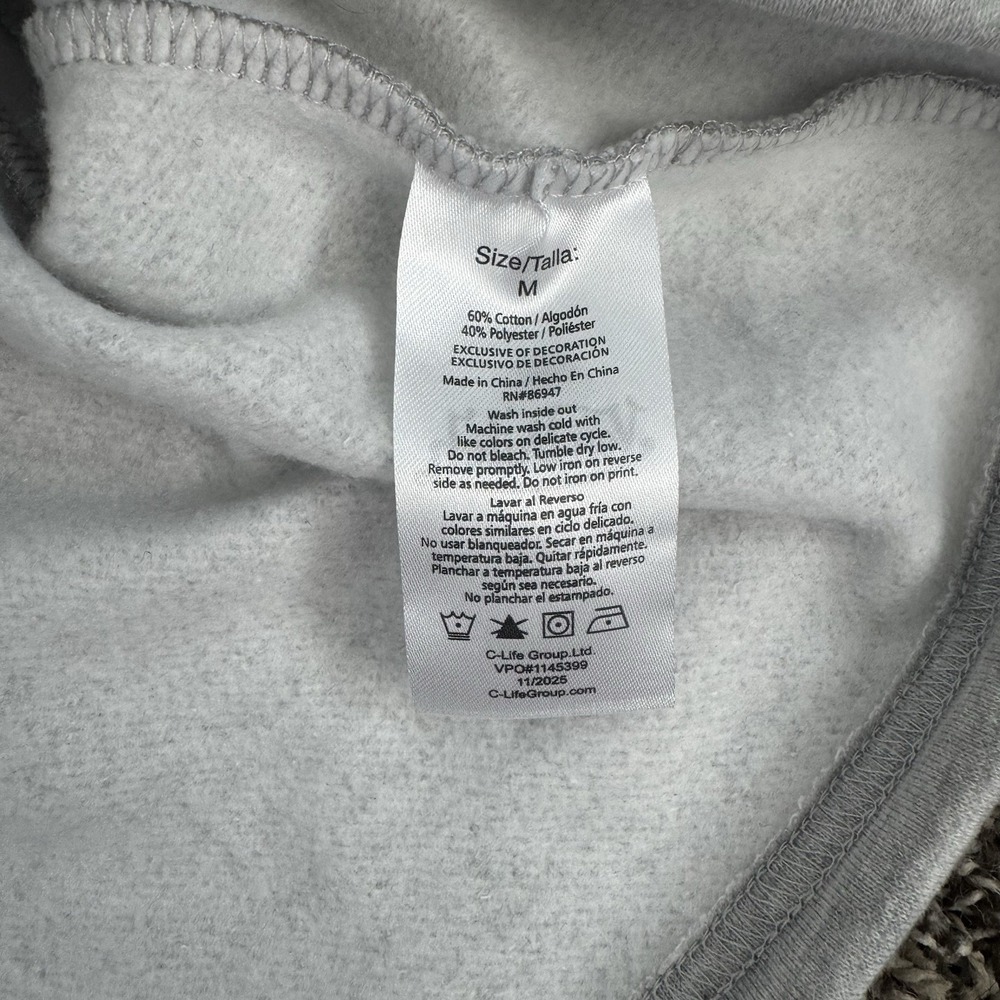 Size/Talla:
M
60% Cotton / Algodón
40% Polyester / Poliéster
EXCLUSIVE OF DECORATION
EXCLUSIVO DE DECORACIÓN
Made in China / Hecho En China
RN#86947
Wash inside out
Machine wash cold with
like colors on delicate cycle.
Do not bleach. Tumble dry low.
Remove promptly. Low iron on reverse
side as needed. Do not iron on print.
Lavar al Reverso
Lavar a máquina en agua fría con
colores similares en ciclo delicado.
No usar blanqueador. Secar en máquina a
temperatura baja. Quitar rápidamente.
Planchar a temperatura baja al reverso
según sea necesario.
No planchar el estampado.
C-Life Group.Ltd.
VPO#1145399
11/2025
C-LifeGroup.com